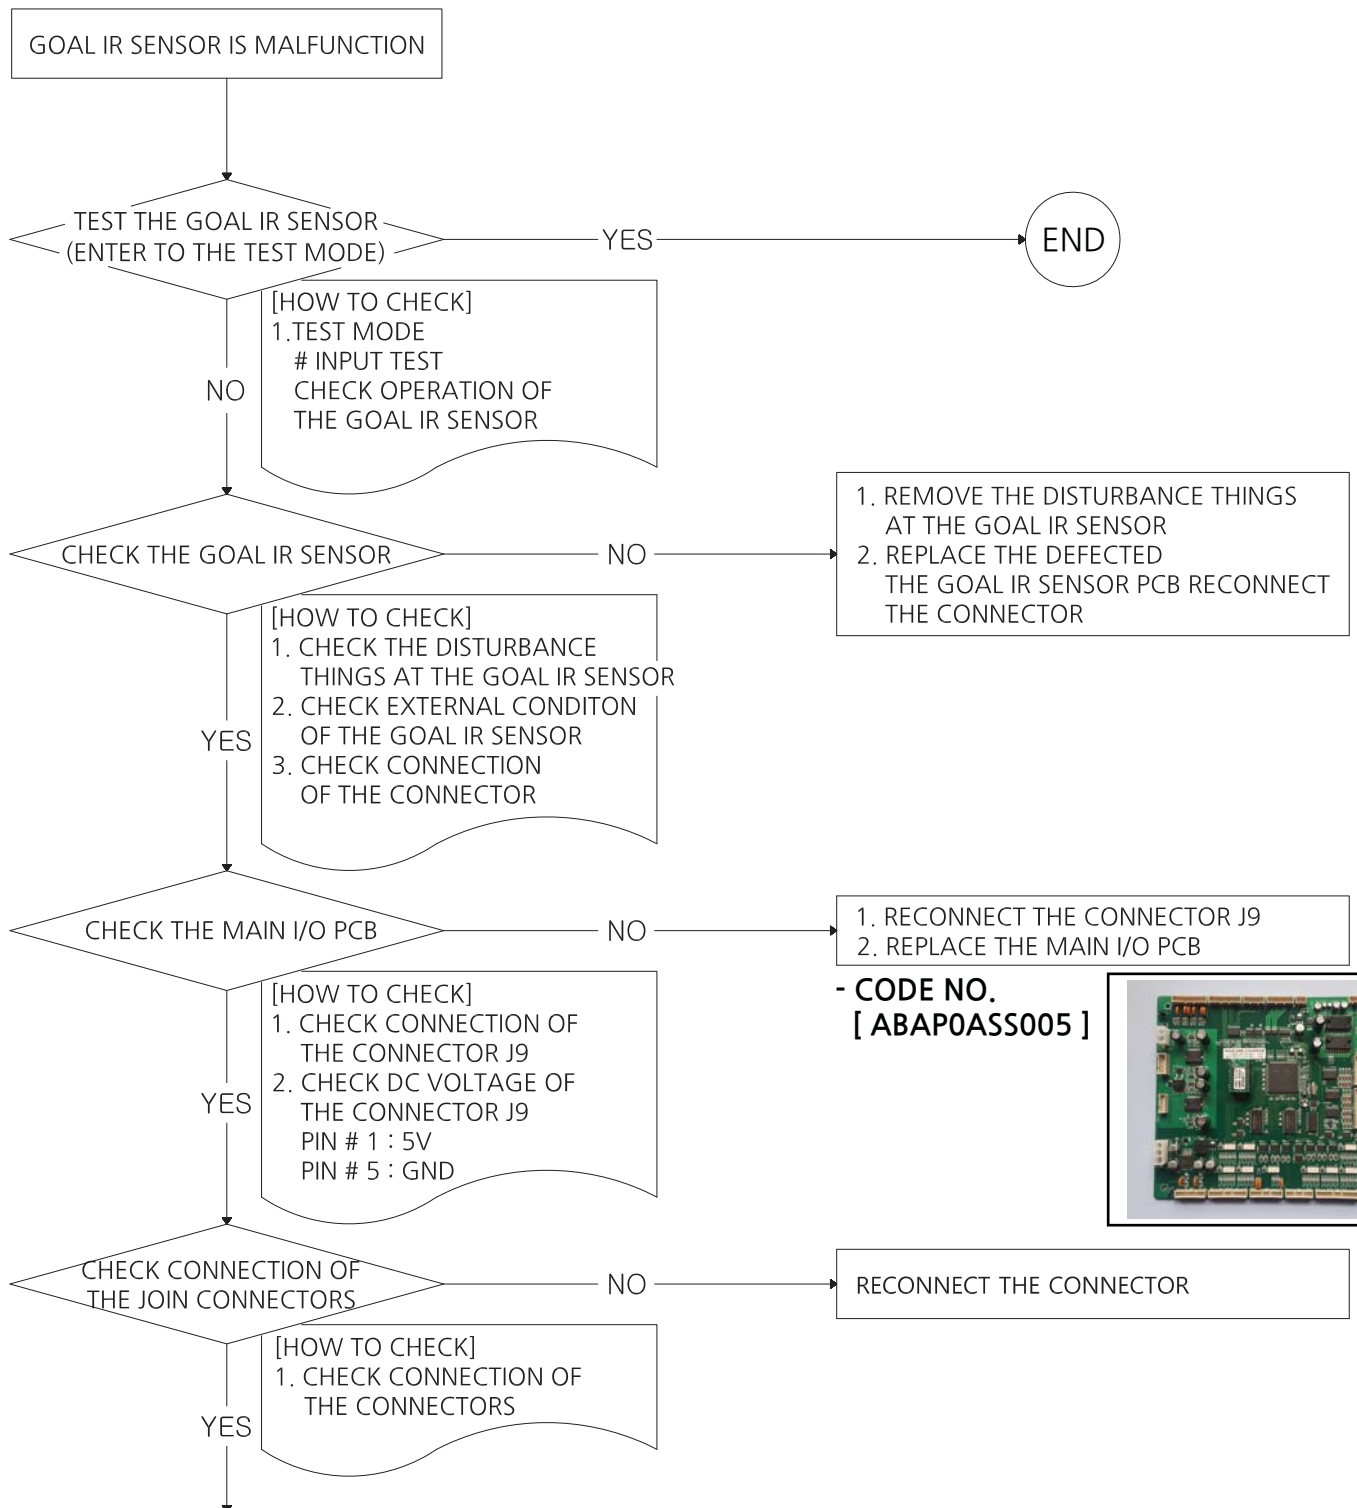 GOAL IR SENSOR IS MALFUNCTION
TEST THE GOAL IR SENSOR
(ENTER TO THE TEST MODE)
YES
END
[HOW TO CHECK]
1.TEST MODE
# INPUT TEST
CHECK OPERATION OF
THE GOAL IR SENSOR
NO
CHECK THE GOAL IR SENSOR
NO
1. REMOVE THE DISTURBANCE THINGS
AT THE GOAL IR SENSOR
2. REPLACE THE DEFECTED
THE GOAL IR SENSOR PCB RECONNECT
THE CONNECTOR
[HOW TO CHECK]
1. CHECK THE DISTURBANCE
THINGS AT THE GOAL IR SENSOR
2. CHECK EXTERNAL CONDITON
OF THE GOAL IR SENSOR
3. CHECK CONNECTION
OF THE CONNECTOR
YES
CHECK THE MAIN I/O PCB
NO
1. RECONNECT THE CONNECTOR J9
2. REPLACE THE MAIN I/O PCB
- CODE NO.
[ ABAP0ASS005 ]
[HOW TO CHECK]
1. CHECK CONNECTION OF
THE CONNECTOR J9
2. CHECK DC VOLTAGE OF
THE CONNECTOR J9
PIN # 1 : 5V
PIN # 5 : GND
YES
CHECK CONNECTION OF
THE JOIN CONNECTORS
NO
RECONNECT THE CONNECTOR
[HOW TO CHECK]
1. CHECK CONNECTION OF
THE CONNECTORS
YES